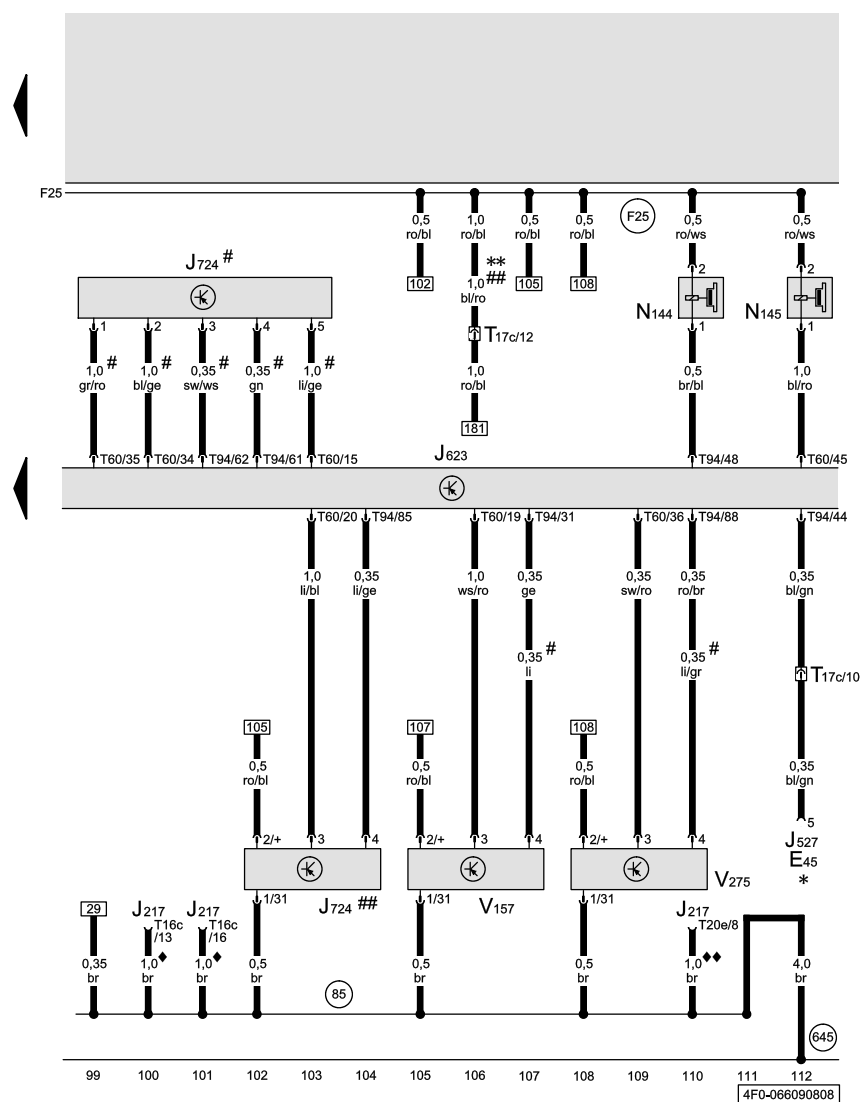 F25
0,5 1,0 0,5 0,5 F25 0,5 0,5
ro/bl ro/bl ro/bl ro/bl ro/ws ro/ws
J724 # ** 2 2
102 1,0 ## 105 108
bl/ro N144 N145
1 2 3 4 5 T17c/12 1 1
1,0 # 1,0 # 0,35 # 0,35 # 1,0 # 1,0 0,5 1,0
gr/ro bl/ge sw/ws gn li/ge ro/bl br/bl bl/ro
181
J623
T60/35 T60/34 T94/62 T94/61 T60/15 T94/48 T60/45
T60/20 T94/85 T60/19 T94/31 T60/36 T94/88 T94/44
1,0 0,35 1,0 0,35 0,35 0,35 0,35
li/bl li/ge ws/ro ge sw/ro ro/br bl/gn
0,35 # 0,35 #
li li/gr T17c/10
105 107 108
0,5 0,5 0,5 0,35
ro/bl ro/bl ro/bl bl/gn
5
2/+ 3 4 2/+ 3 4 2/+ 3 4 J527
E45
V275 *
29 J217 J217 1/31 J724 ## 1/31 V157 1/31 J217
T16c T16c T20e/8
/13 /16
0,35 1,0 ♦ 1,0 ♦ 0,5 0,5 0,5 1,0 ♦♦ 4,0
br br br br br br br br
85
645
99 100 101 102 103 104 105 106 107 108 109 110 111 112
4F0-066090808